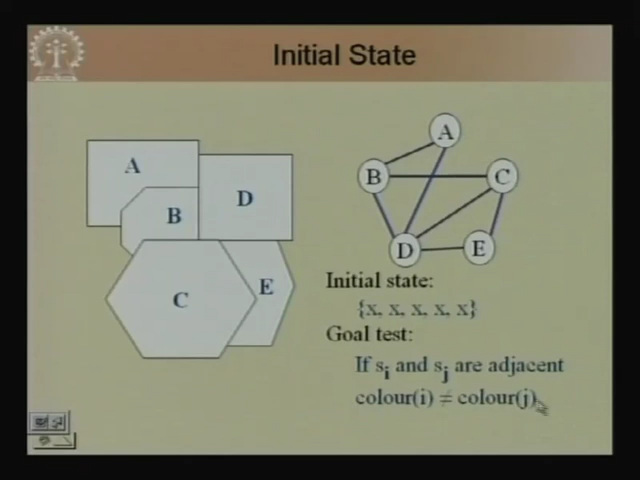 Initial State
A
B
D
C
E
A
B
C
D
E
Initial state:
{x, x, x, x, x}
Goal test:
If si and sj are adjacent
colour(i) ≠ colour(j)